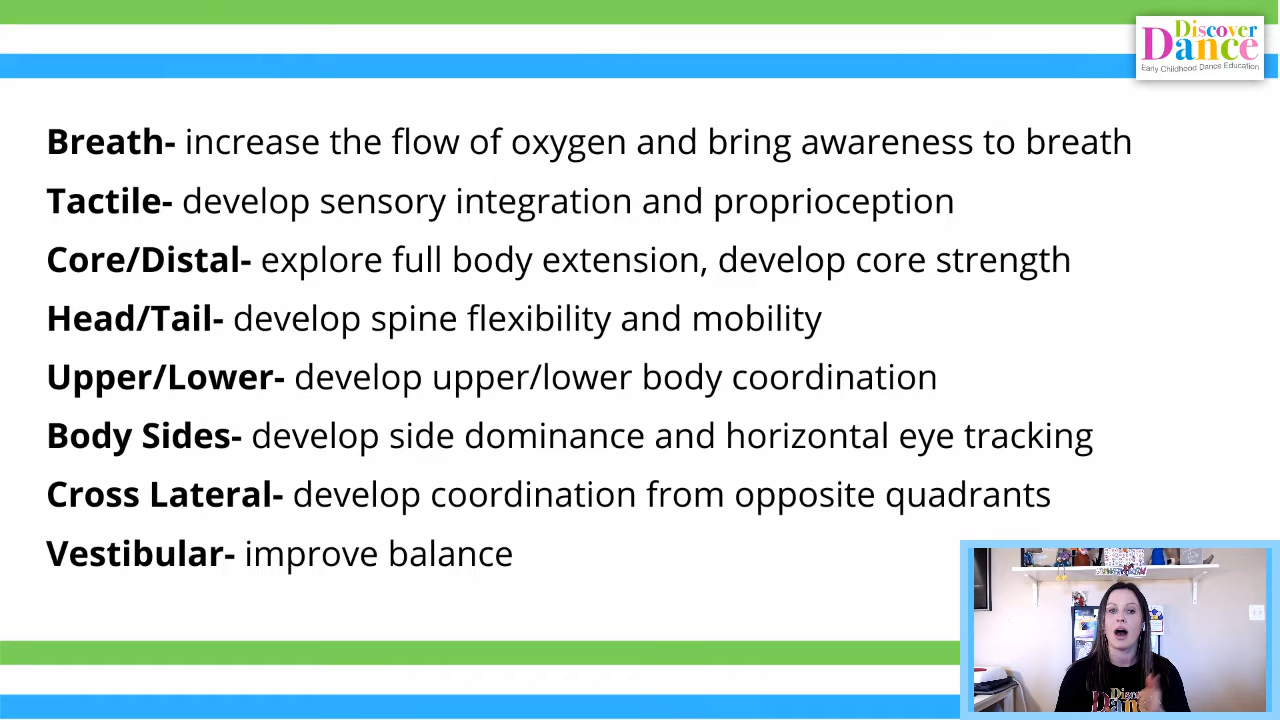 Discover
Dance
Early Childhood Dance Education
Breath- increase the flow of oxygen and bring awareness to breath
Tactile- develop sensory integration and proprioception
Core/Distal- explore full body extension, develop core strength
Head/Tail- develop spine flexibility and mobility
Upper/Lower- develop upper/lower body coordination
Body Sides- develop side dominance and horizontal eye tracking
Cross Lateral- develop coordination from opposite quadrants
Vestibular- improve balance